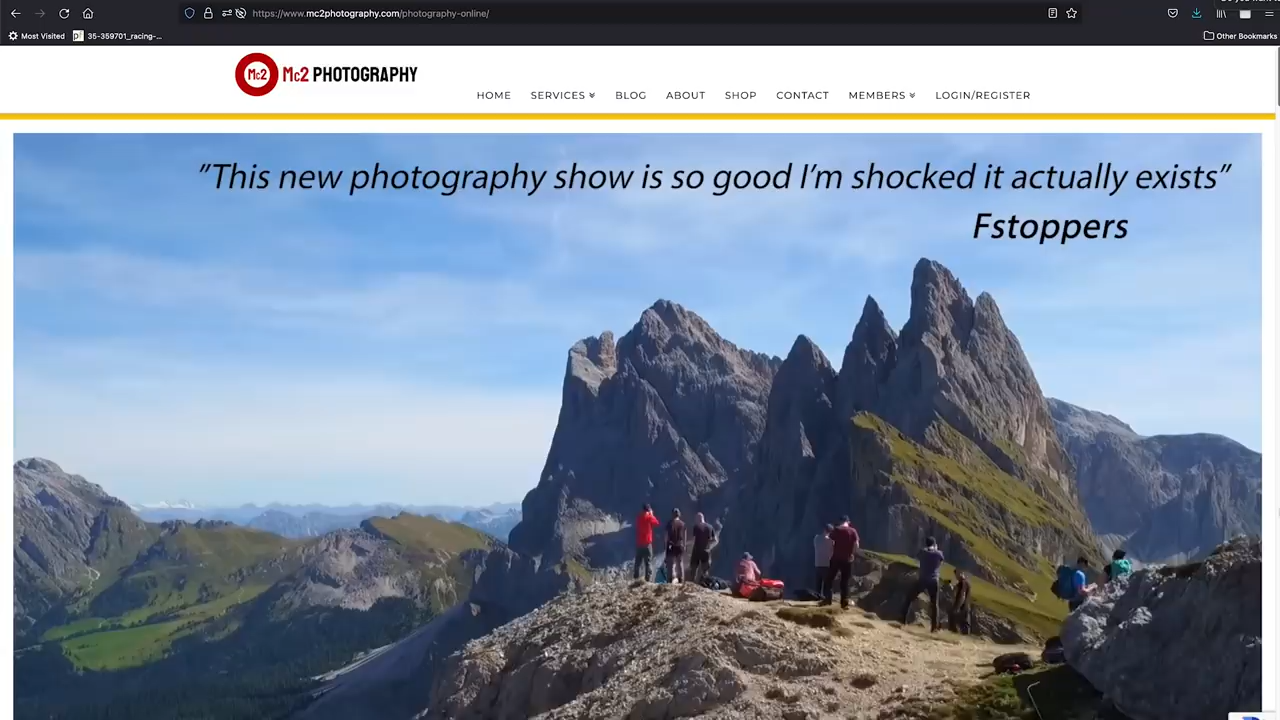 https://www.mc2photography.com/photography-online/
Most Visited
35-359701_racing-...
Other Bookmarks
Mc2 Mc2 PHOTOGRAPHY
HOME SERVICES BLOG ABOUT SHOP CONTACT MEMBERS LOGIN/REGISTER
"This new photography show is so good I'm shocked it actually exists"
Fstoppers